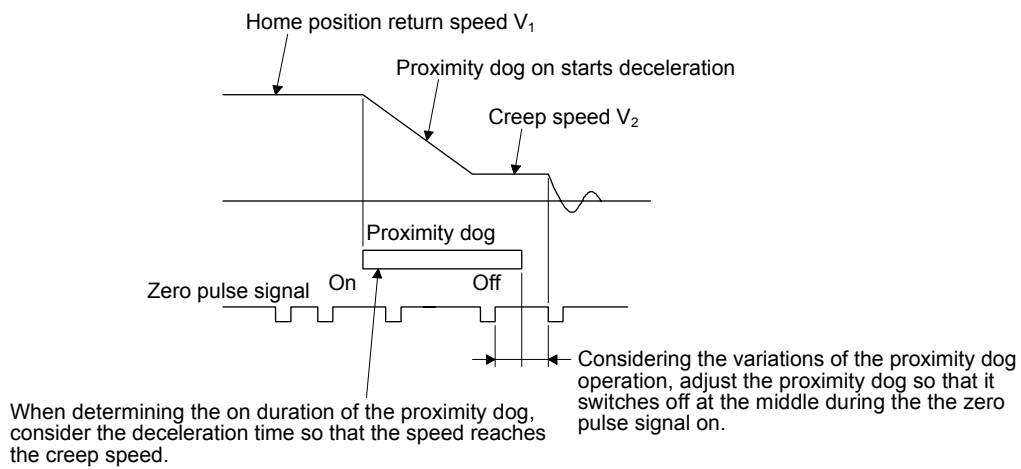 Home position return speed V₁
Proximity dog on starts deceleration
Creep speed V₂
Proximity dog
On
Off
Zero pulse signal
Considering the variations of the proximity dog
operation, adjust the proximity dog so that it
switches off at the middle during the the zero
pulse signal on.
When determining the on duration of the proximity dog,
consider the deceleration time so that the speed reaches
the creep speed.